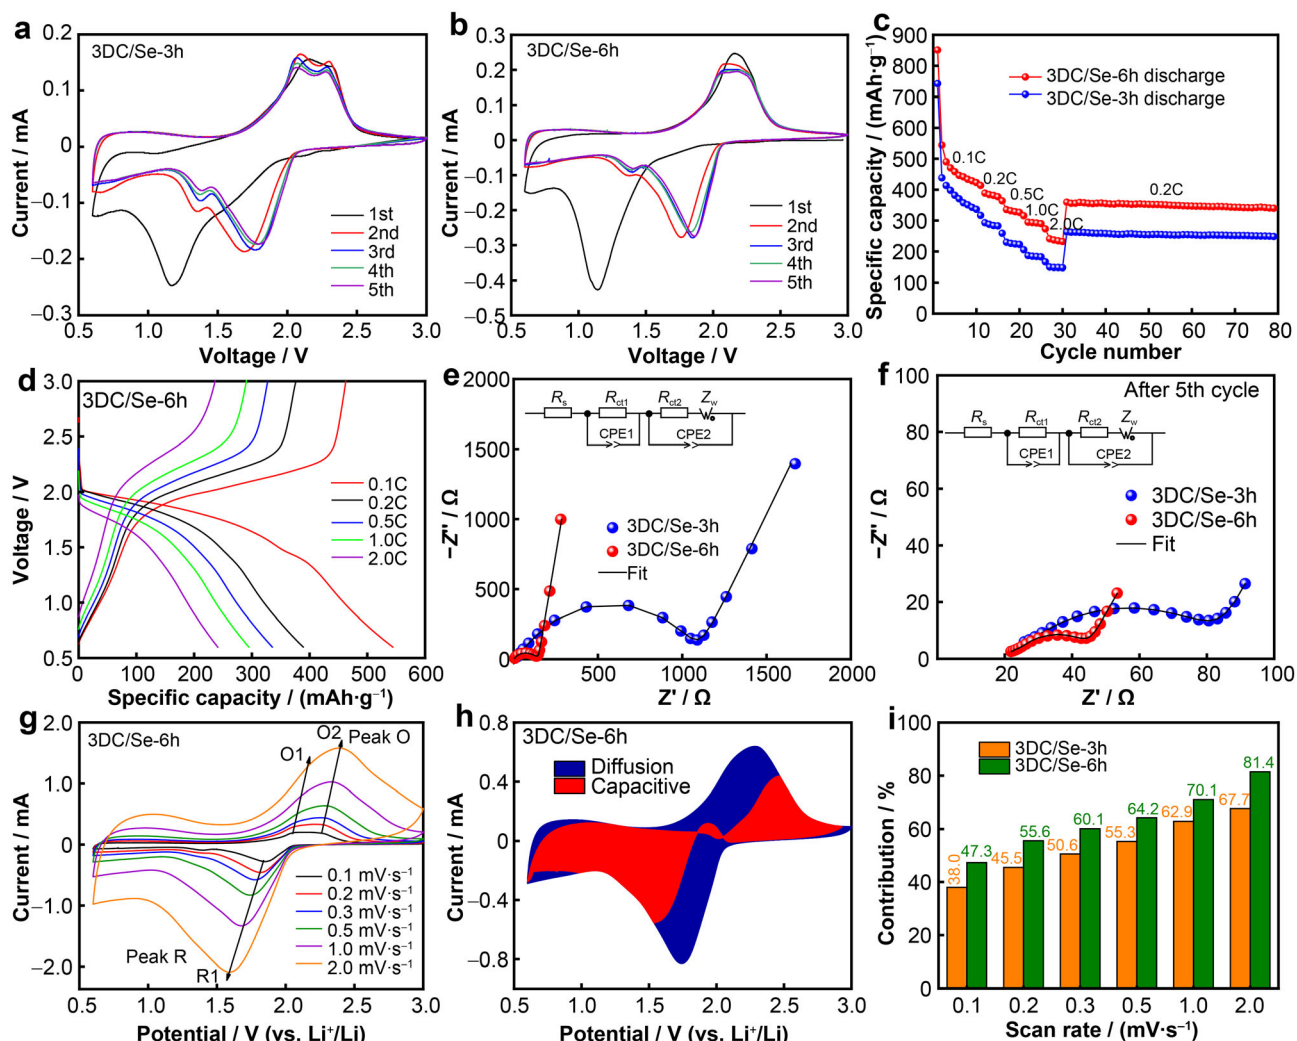 a
3DC/Se-3h
0.2
0.1
0
−0.1
−0.2
−0.3
Current / mA
1st
2nd
3rd
4th
5th
0.5
1.0
1.5
2.0
2.5
3.0
Voltage / V
b
3DC/Se-6h
0.3
0.2
0.1
0
−0.1
−0.2
−0.3
−0.4
−0.5
Current / mA
1st
2nd
3rd
4th
5th
0.5
1.0
1.5
2.0
2.5
3.0
Voltage / V
c
900
800
700
600
500
400
300
200
100
0
Specific capacity / (mAh·g⁻¹)
3DC/Se-6h discharge
3DC/Se-3h discharge
0.1C
0.2C
0.5C
1.0C
2.0C
0.2C
10
20
30
40
50
60
70
80
Cycle number
d
3DC/Se-6h
3.0
2.5
2.0
1.5
1.0
0.5
Voltage / V
0.1C
0.2C
0.5C
1.0C
2.0C
0
100
200
300
400
500
600
Specific capacity / (mAh·g⁻¹)
e
2000
1500
1000
500
0
−Z' / Ω
Rs
Rct1
Rct2
Zw
CPE1
CPE2
3DC/Se-3h
3DC/Se-6h
Fit
0
500
1000
1500
2000
Z' / Ω
f
After 5th cycle
100
80
60
40
20
0
−Z' / Ω
Rs
Rct1
Rct2
Zw
CPE1
CPE2
3DC/Se-3h
3DC/Se-6h
Fit
20
40
60
80
100
Z' / Ω
g
3DC/Se-6h
2.0
1.0
0
−1.0
−2.0
Current / mA
O1
O2
Peak O
Peak R
R1
0.1 mV·s⁻¹
0.2 mV·s⁻¹
0.3 mV·s⁻¹
0.5 mV·s⁻¹
1.0 mV·s⁻¹
2.0 mV·s⁻¹
0.5
1.0
1.5
2.0
2.5
3.0
Potential / V (vs. Li⁺/Li)
h
3DC/Se-6h
Diffusion
Capacitive
0.8
0.4
0
−0.4
−0.8
Current / mA
0.5
1.0
1.5
2.0
2.5
3.0
Potential / V (vs. Li⁺/Li)
i
100
80
60
40
20
0
Contribution / %
3DC/Se-3h
3DC/Se-6h
38.0
47.3
45.5
55.6
50.6
60.1
55.3
64.2
62.9
70.1
67.7
81.4
0.1
0.2
0.3
0.5
1.0
2.0
Scan rate / (mV·s⁻¹)